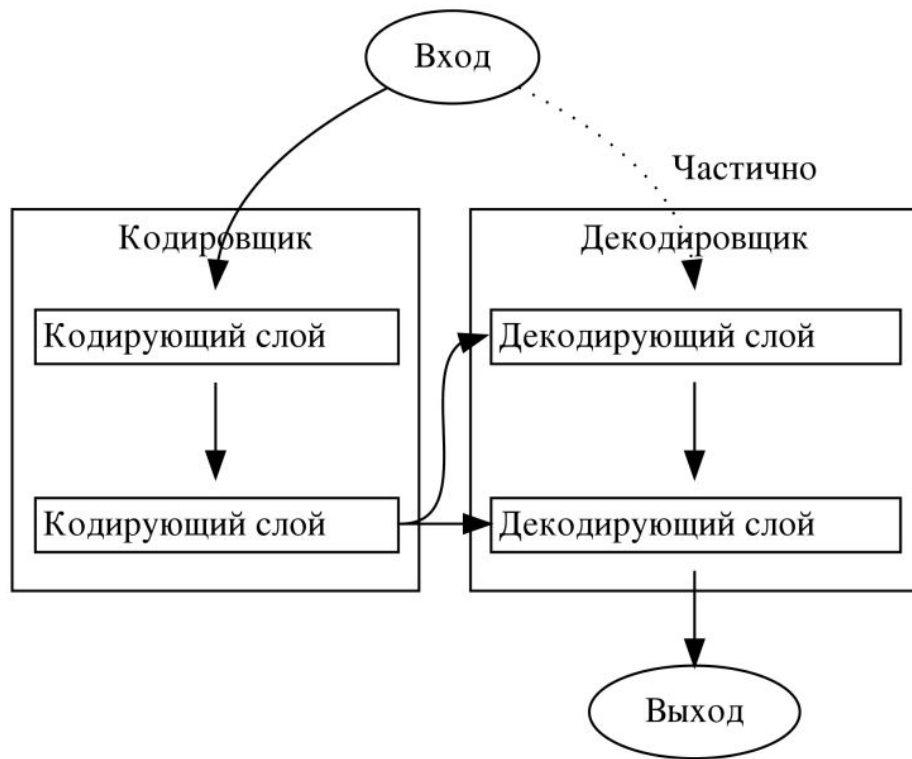 Вход
Частично
Кодировщик
Декодировщик
Кодирующий слой
Декодирующий слой
Кодирующий слой
Декодирующий слой
Выход